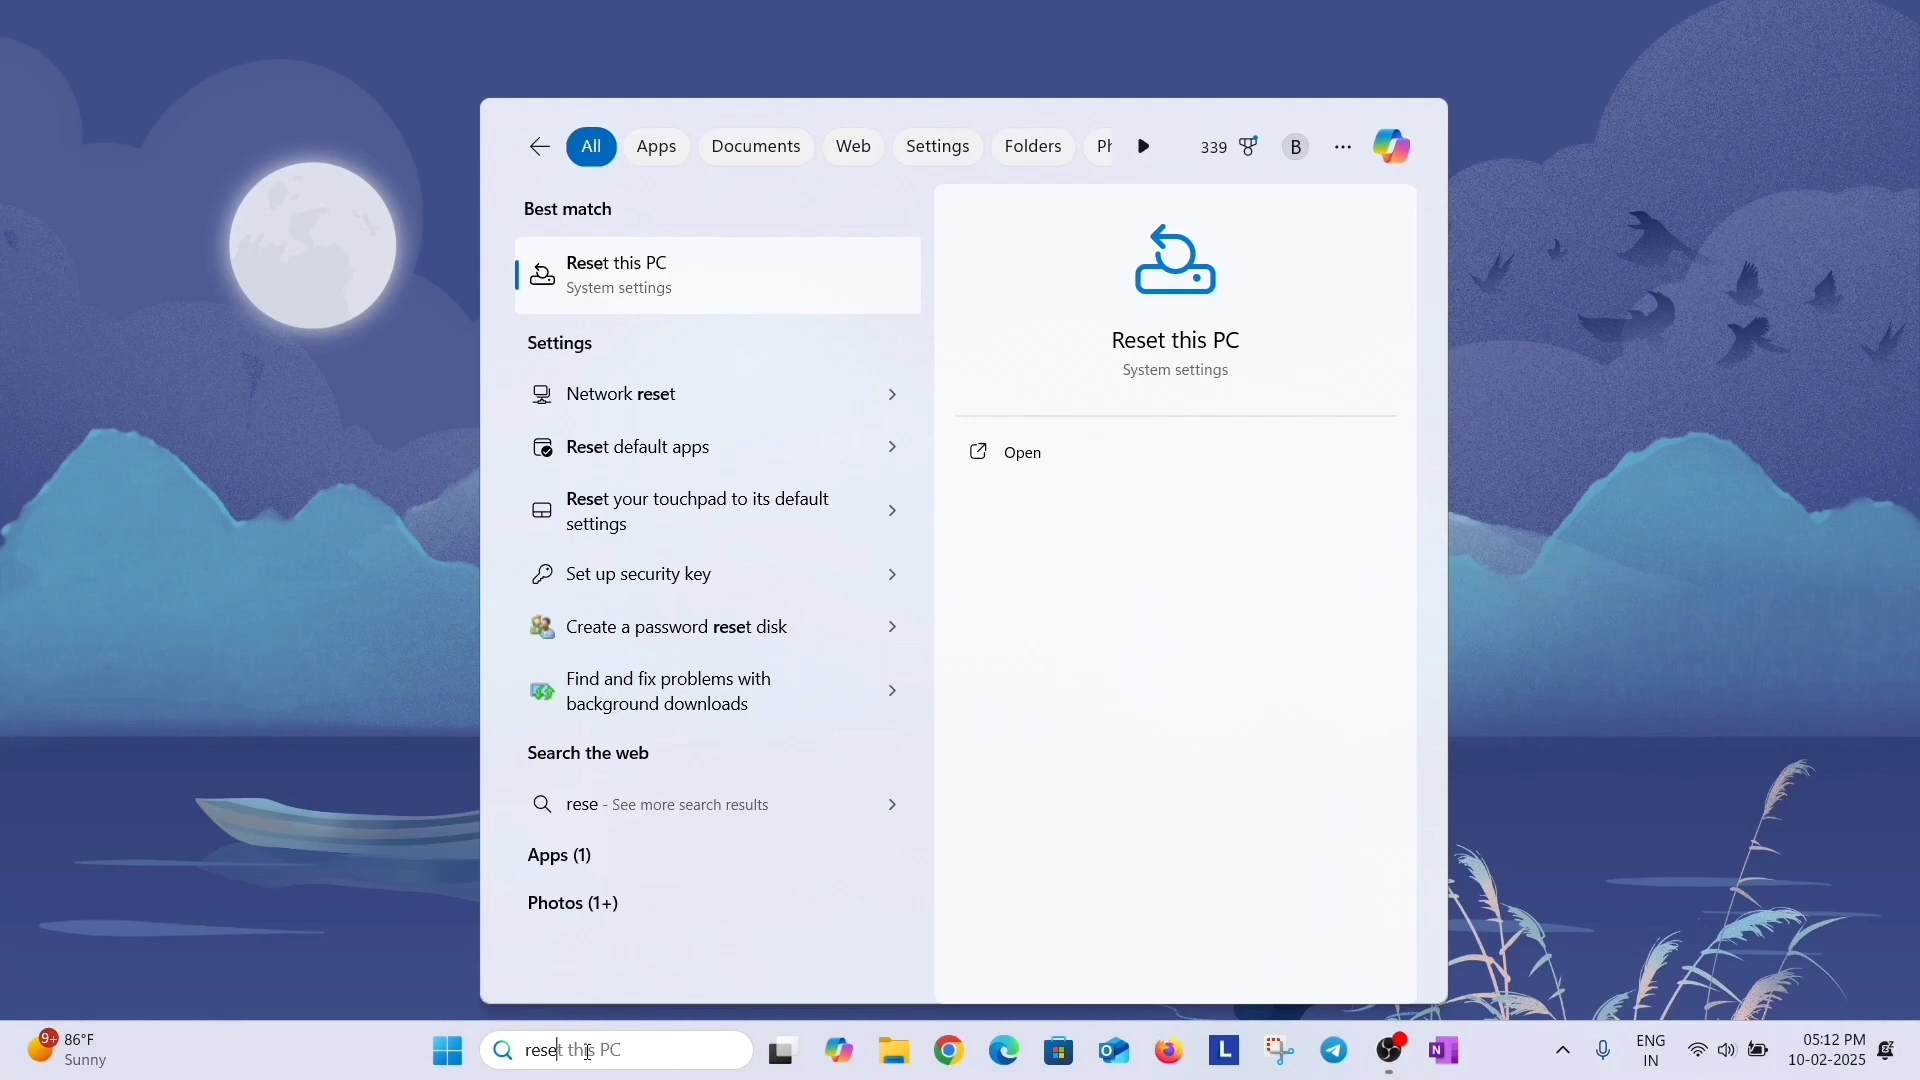 All
Apps
Documents
Web
Settings
Folders
Ph
339
B
Best match
Reset this PC
System settings
Settings
Network reset
Reset default apps
Reset your touchpad to its default
settings
Set up security key
Create a password reset disk
Find and fix problems with
background downloads
Search the web
rese - See more search results
Apps (1)
Photos (1+)
Reset this PC
System settings
Open
9+
86°F
Sunny
reset this PC
L
N
ENG
IN
05:12 PM
10-02-2025